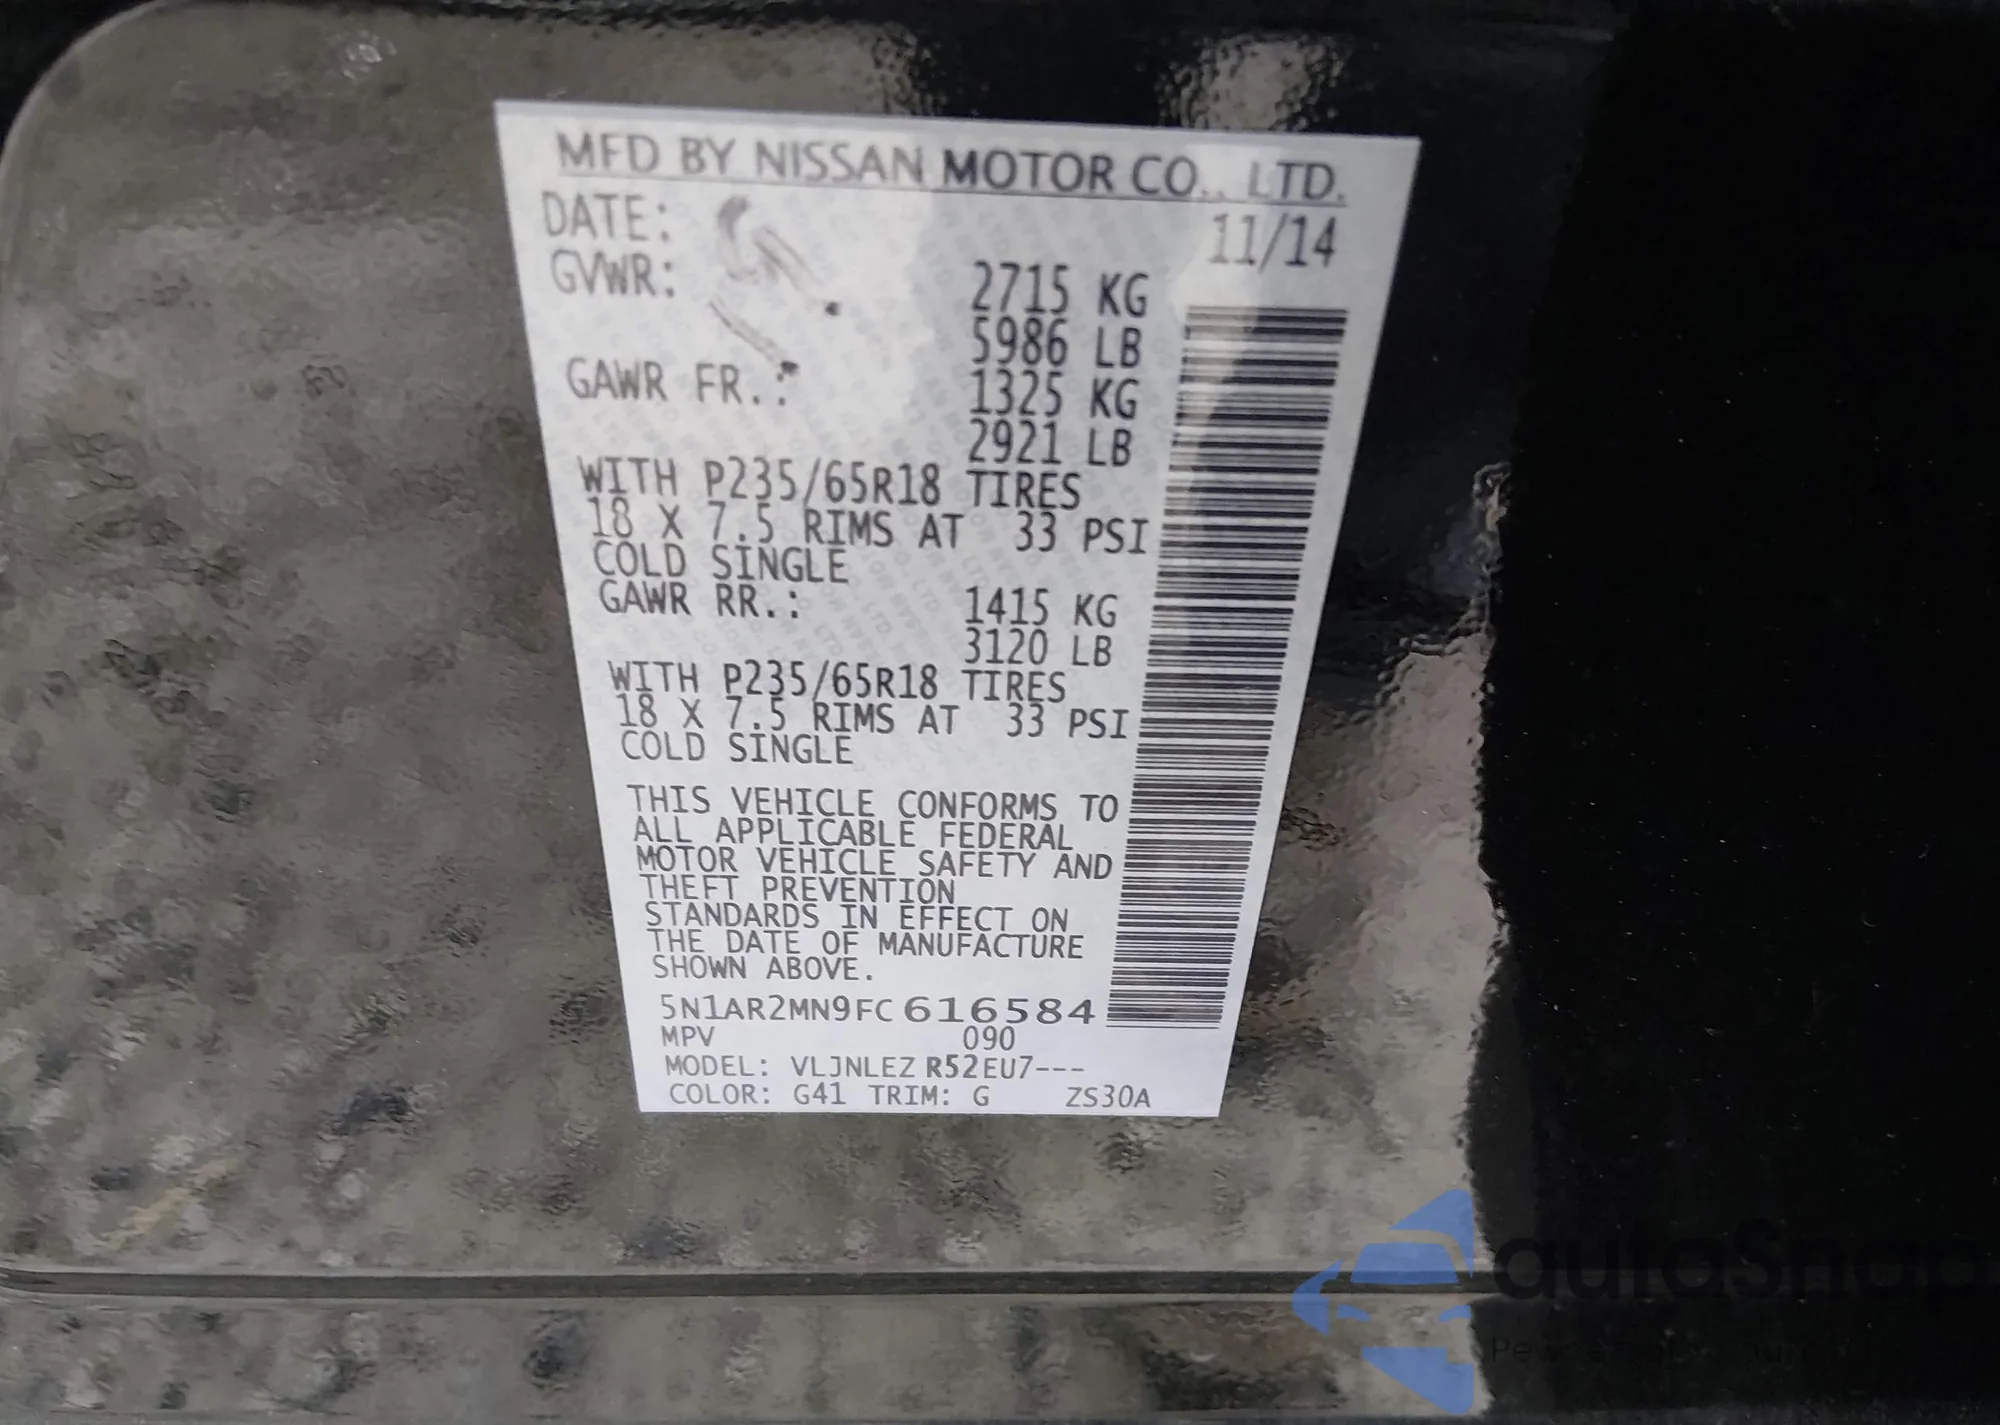 MFD BY NISSAN MOTOR CO., LTD.
DATE: 11/14
GVWR: 2715 KG
5986 LB
GAWR FR.: 1325 KG
2921 LB
WITH P235/65R18 TIRES
18 X 7.5 RIMS AT 33 PSI
COLD SINGLE
GAWR RR.: 1415 KG
3120 LB
WITH P235/65R18 TIRES
18 X 7.5 RIMS AT 33 PSI
COLD SINGLE
THIS VEHICLE CONFORMS TO
ALL APPLICABLE FEDERAL
MOTOR VEHICLE SAFETY AND
THEFT PREVENTION
STANDARDS IN EFFECT ON
THE DATE OF MANUFACTURE
SHOWN ABOVE.
5N1AR2MN9FC616584
MPV 090
MODEL: VLJNLEZ R52EU7---
COLOR: G41 TRIM: G ZS30A
autoSnap